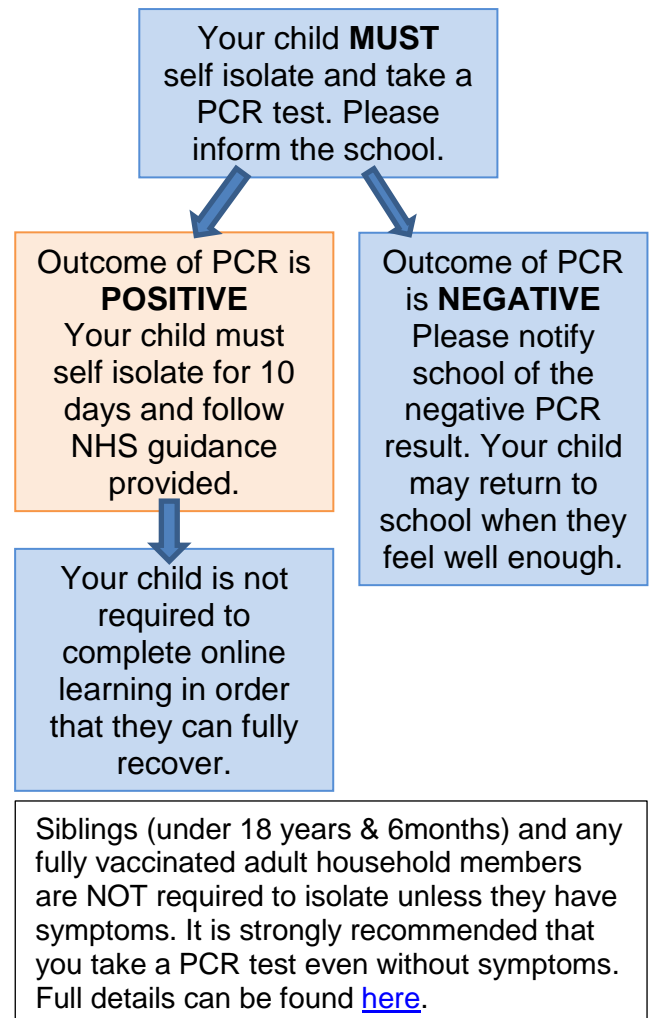 Your child MUST
self isolate and take a
PCR test. Please
inform the school.
Outcome of PCR is
POSITIVE
Your child must
self isolate for 10
days and follow
NHS guidance
provided.
Outcome of PCR
is NEGATIVE
Please notify
school of the
negative PCR
result. Your child
may return to
school when they
feel well enough.
Your child is not
required to
complete online
learning in order
that they can fully
recover.
Siblings (under 18 years & 6months) and any
fully vaccinated adult household members
are NOT required to isolate unless they have
symptoms. It is strongly recommended that
you take a PCR test even without symptoms.
Full details can be found here.